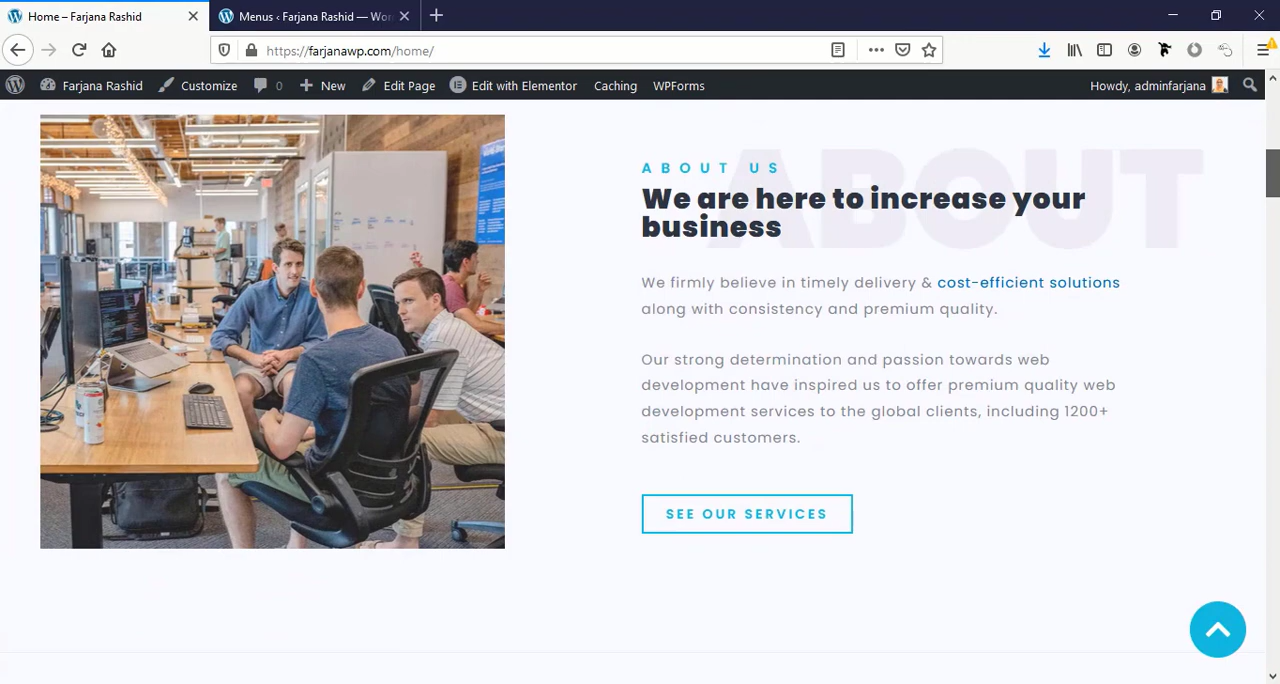 Home – Farjana Rashid
Menus ‹ Farjana Rashid — Wor
https://farjanawp.com/home/
Farjana Rashid Customize 0 New Edit Page Edit with Elementor Caching WPForms Howdy, adminfarjana
ABOUT
ABOUT US
We are here to increase your
business
We firmly believe in timely delivery & cost-efficient solutions
along with consistency and premium quality.
Our strong determination and passion towards web
development have inspired us to offer premium quality web
development services to the global clients, including 1200+
satisfied customers.
SEE OUR SERVICES